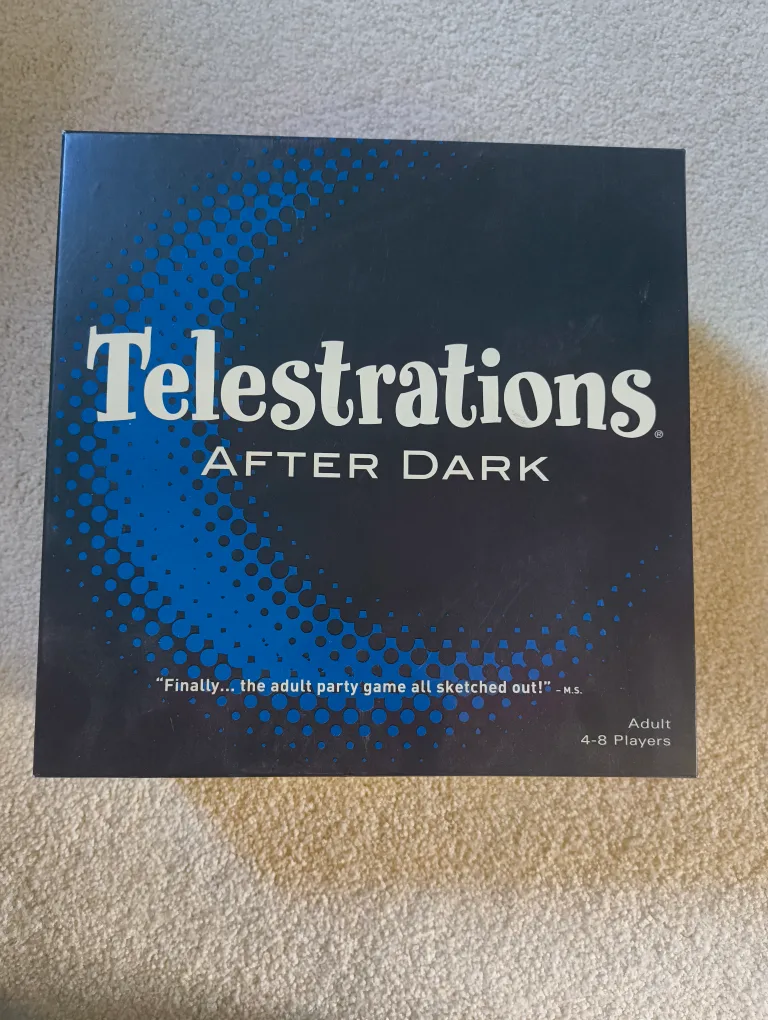 Telestrations®
AFTER DARK
“Finally... the adult party game all sketched out!” - M.S.
Adult
4-8 Players